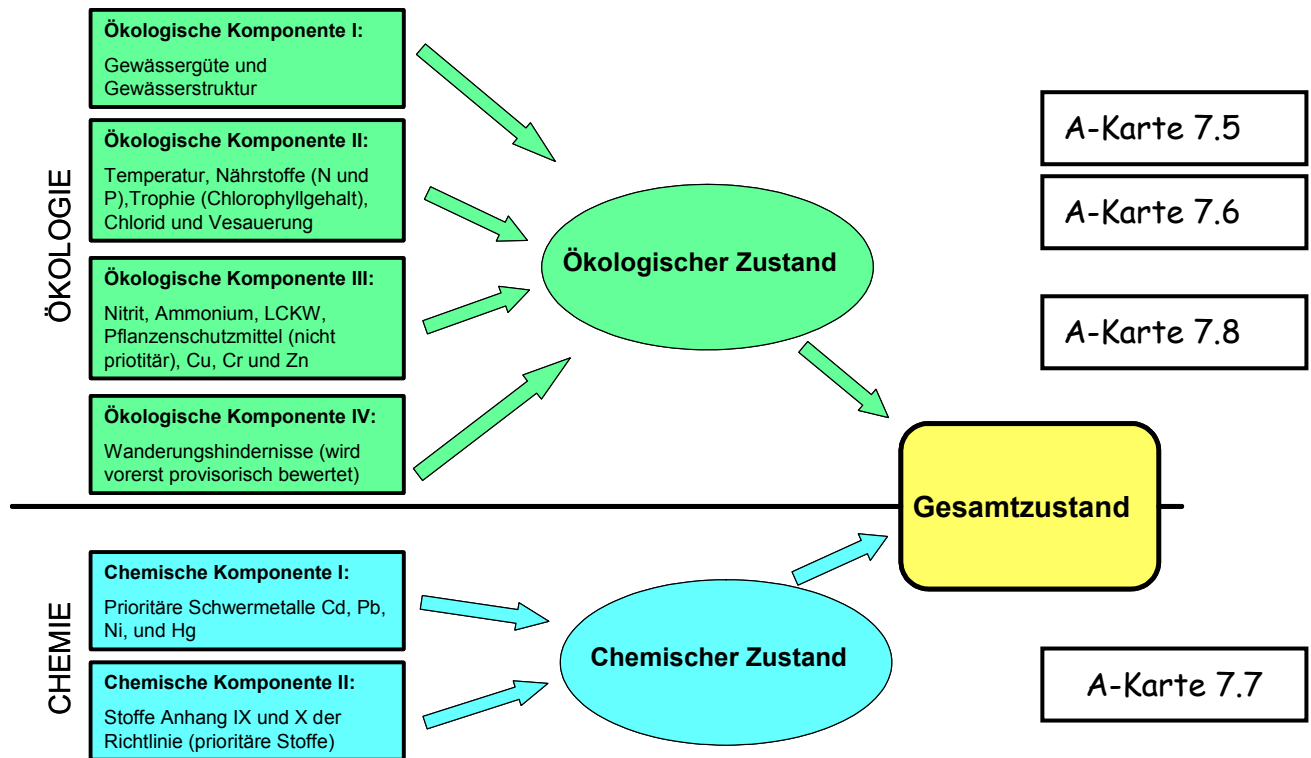 ÖKOLOGIE
Ökologische Komponente I:
Gewässergüte und
Gewässerstruktur
Ökologische Komponente II:
Temperatur, Nährstoffe (N und
P),Trophie (Chlorophyllgehalt),
Chlorid und Vesauerung
Ökologische Komponente III:
Nitrit, Ammonium, LCKW,
Pflanzenschutzmittel (nicht
priotitär), Cu, Cr und Zn
Ökologische Komponente IV:
Wanderungshindernisse (wird
vorerst provisorisch bewertet)
Ökologischer Zustand
A-Karte 7.5
A-Karte 7.6
A-Karte 7.8
Gesamtzustand
CHEMIE
Chemische Komponente I:
Prioritäre Schwermetalle Cd, Pb,
Ni, und Hg
Chemische Komponente II:
Stoffe Anhang IX und X der
Richtlinie (prioritäre Stoffe)
Chemischer Zustand
A-Karte 7.7